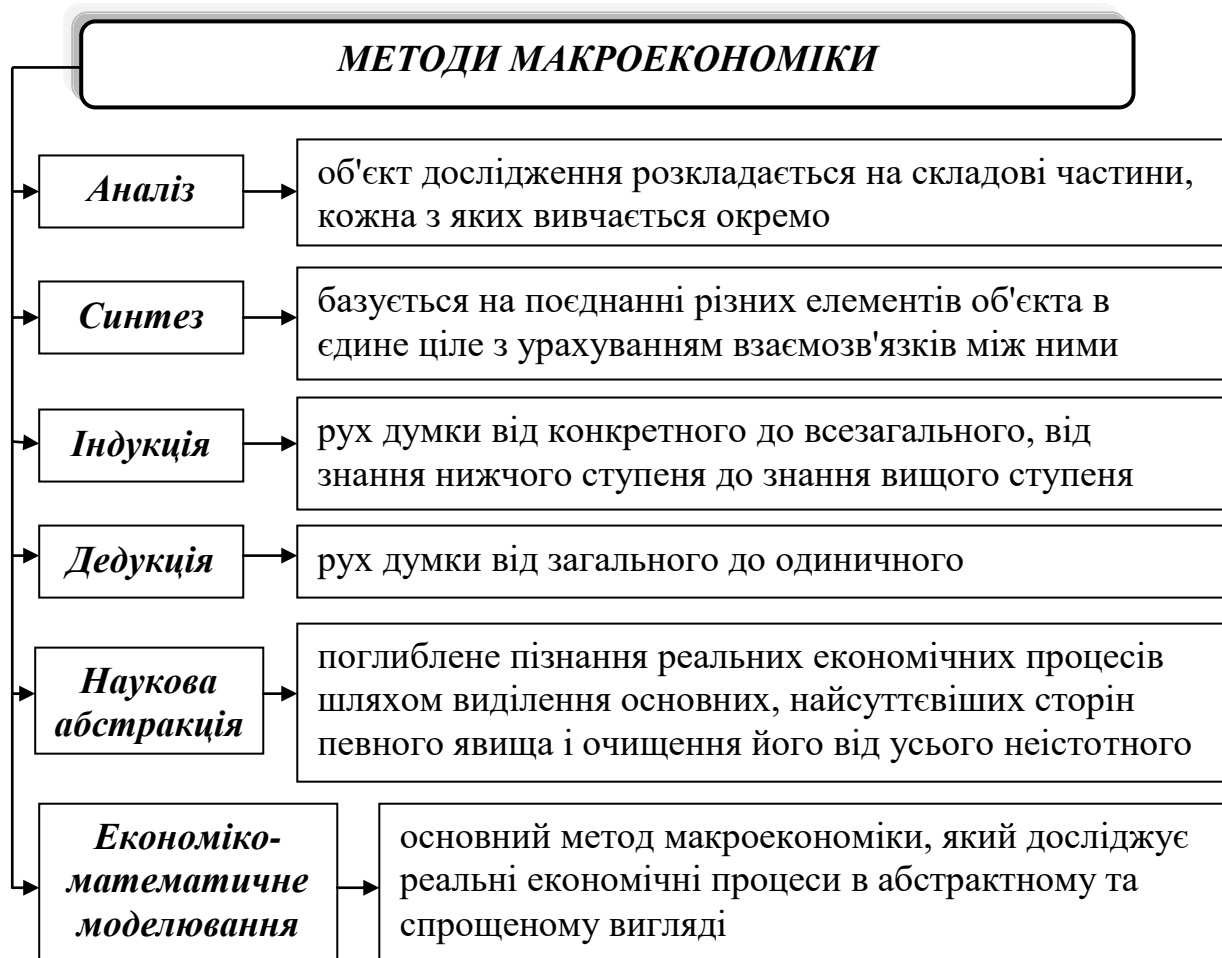 МЕТОДИ МАКРОЕКОНОМІКИ
Аналіз
об'єкт дослідження розкладається на складові частини,
кожна з яких вивчається окремо
Синтез
базується на поєднанні різних елементів об'єкта в
єдине ціле з урахуванням взаємозв'язків між ними
Індукція
рух думки від конкретного до всезагального, від
знання нижчого ступеня до знання вищого ступеня
Дедукція
рух думки від загального до одиничного
Наукова
абстракція
поглиблене пізнання реальних економічних процесів
шляхом виділення основних, найсуттєвіших сторін
певного явища і очищення його від усього неістотного
Економіко-
математичне
моделювання
основний метод макроекономіки, який досліджує
реальні економічні процеси в абстрактному та
спрощеному вигляді